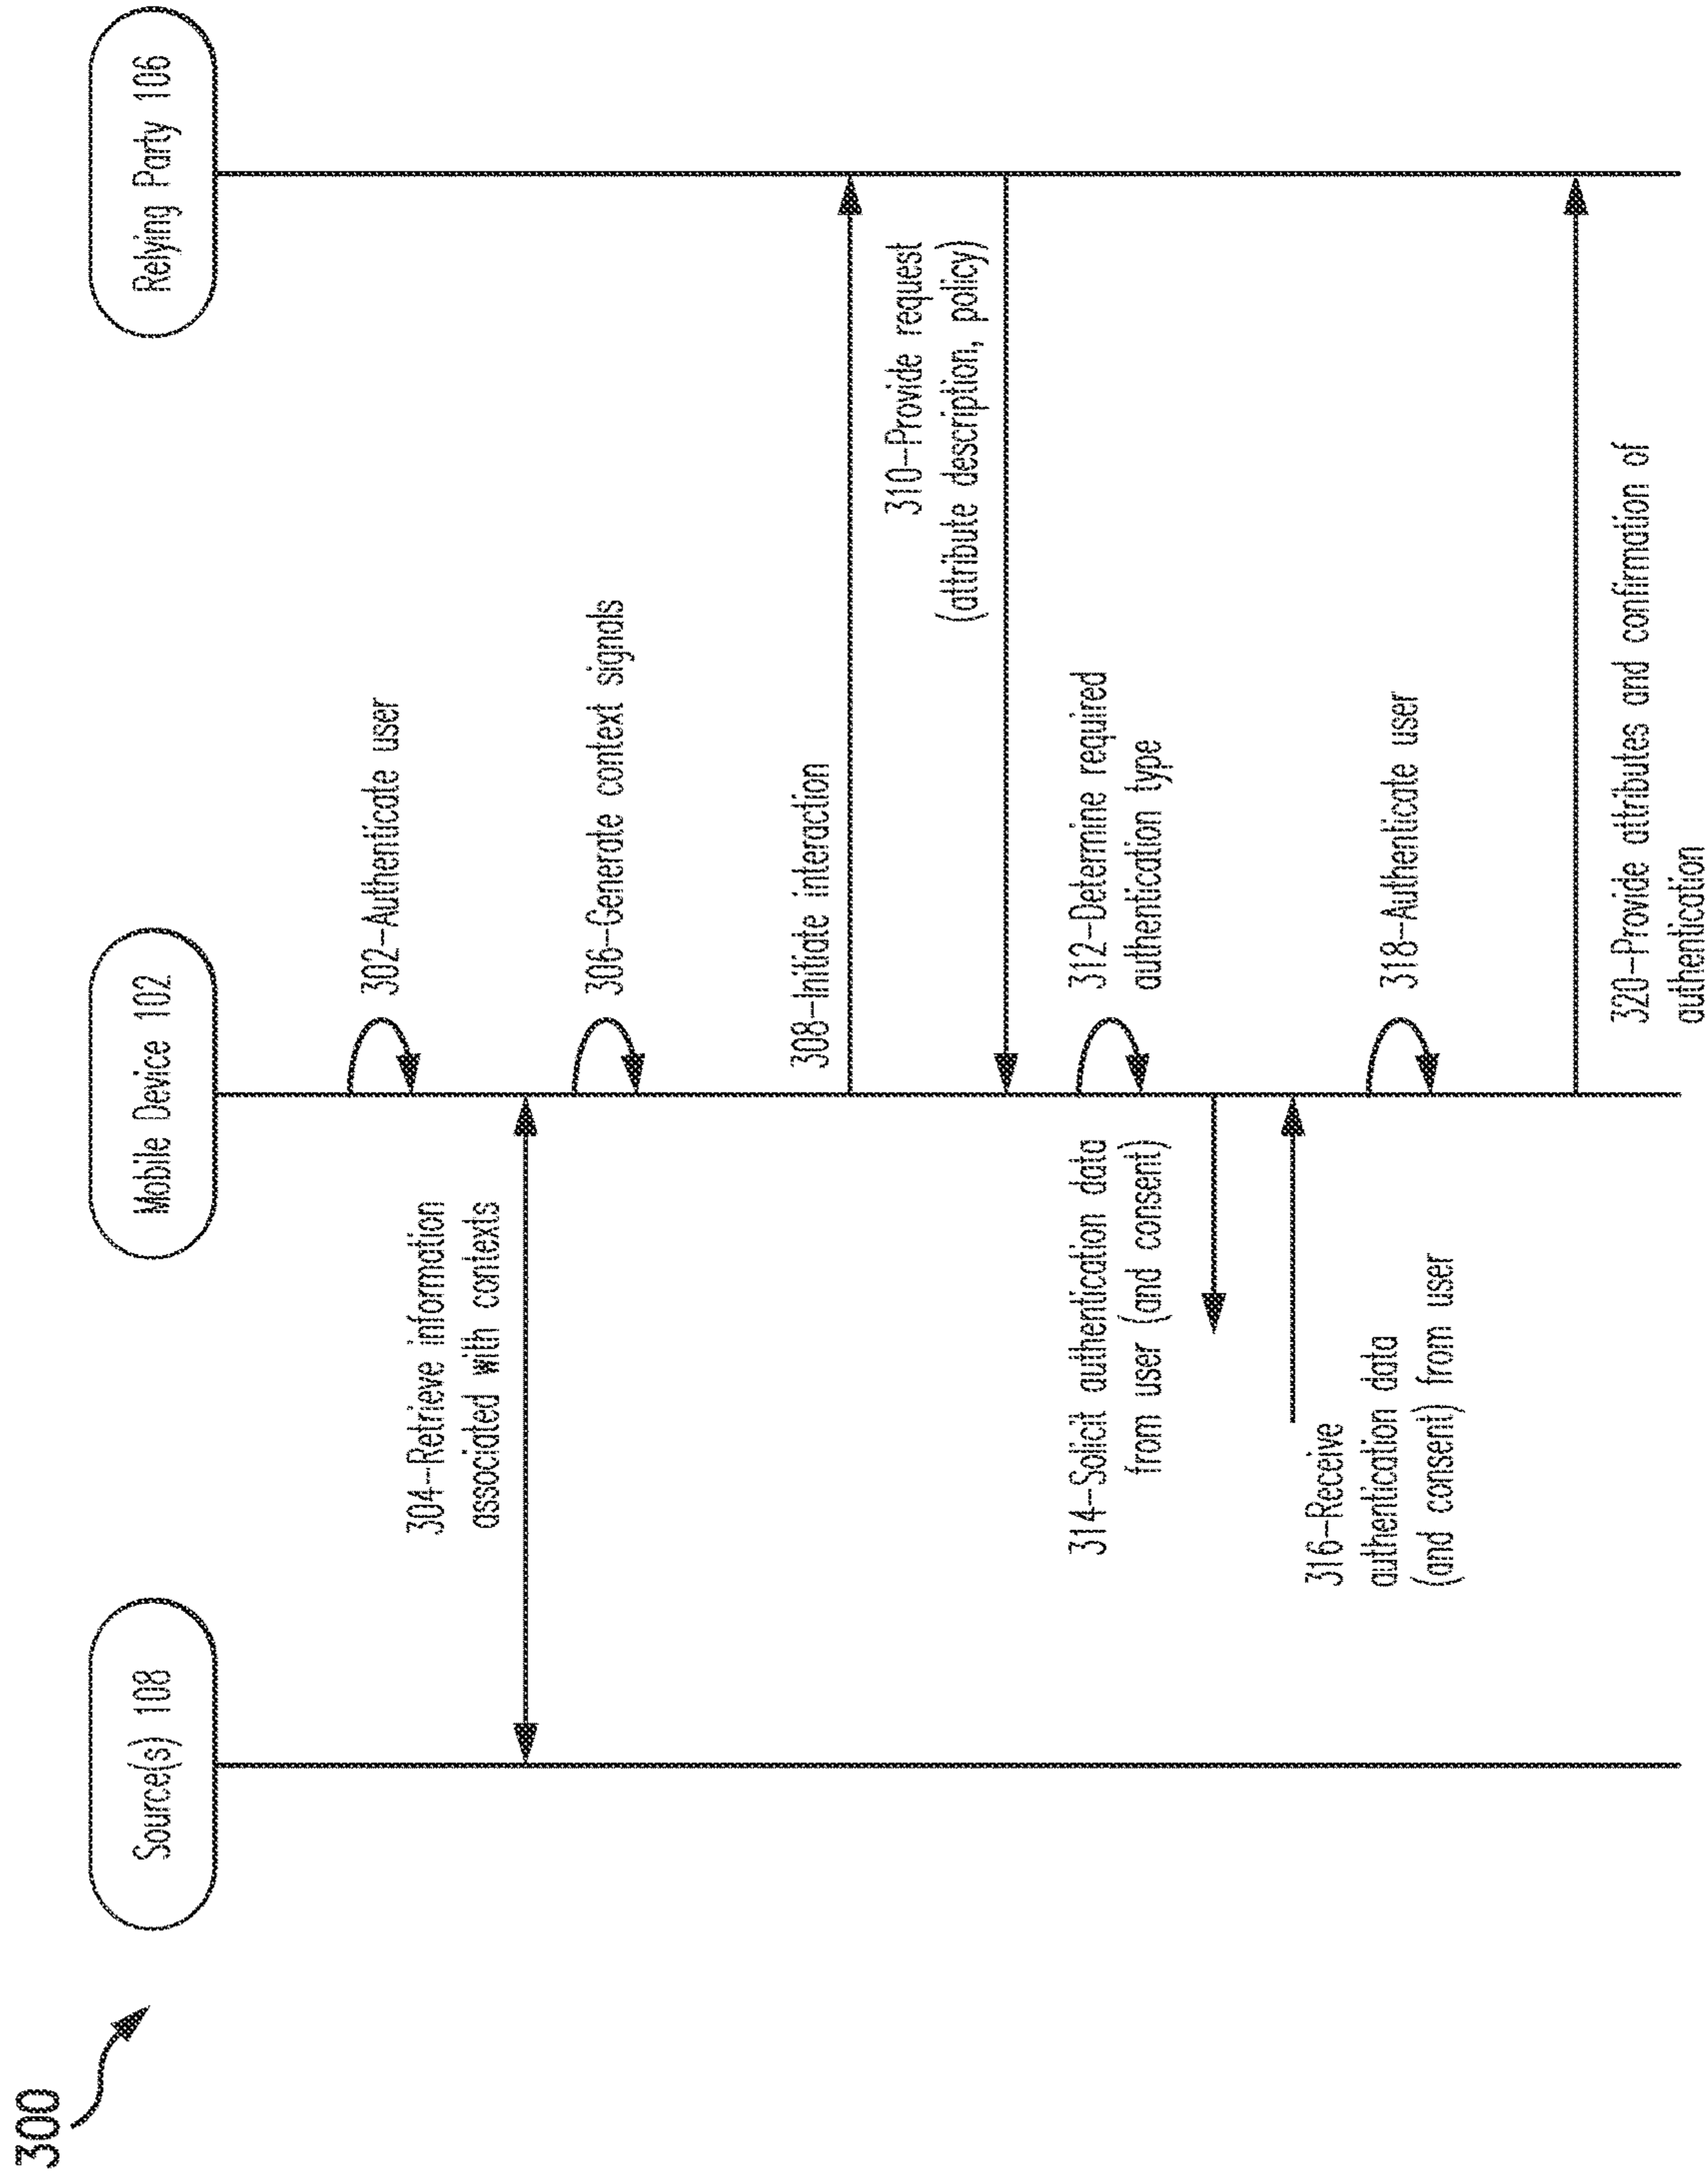 300
Source(s) 108
Mobile Device 102
Relying Party 106
302–Authenticate user
304–Retrieve information
associated with contexts
306–Generate context signals
308–Initiate interaction
310–Provide request
(attribute description, policy)
312–Determine required
authentication type
314–Solicit authentication data
from user (and consent)
316–Receive
authentication data
(and consent) from user
318–Authenticate user
320–Provide attributes and confirmation of
authentication